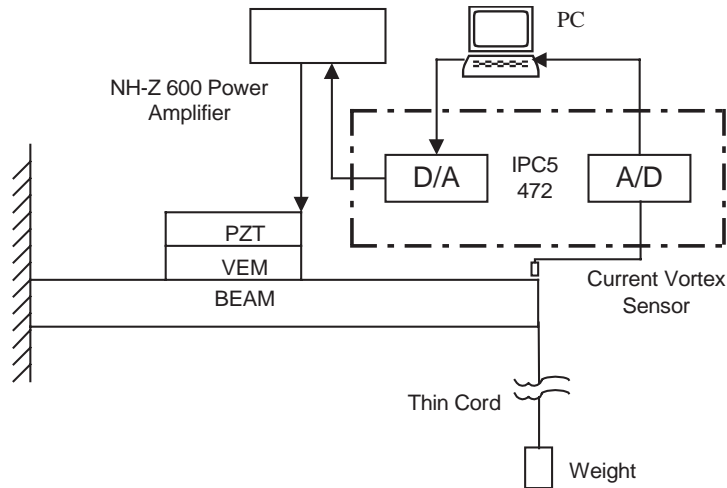 PC
NH-Z 600 Power
Amplifier
D/A
IPC5
472
A/D
PZT
VEM
BEAM
Current Vortex
Sensor
Thin Cord
Weight